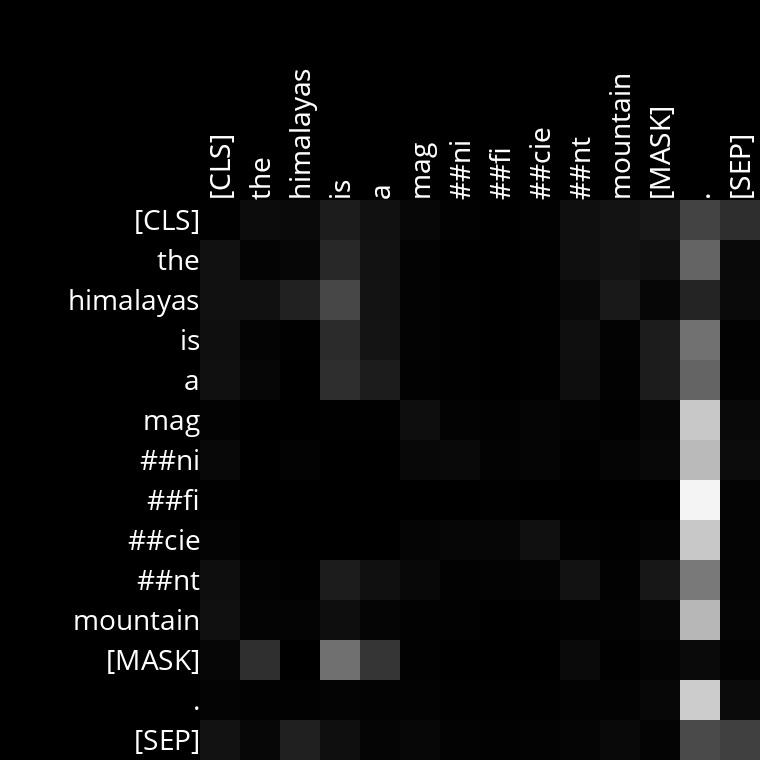 [CLS] the himalayas is a mag ##ni ##fi ##cie ##nt mountain [MASK] . [SEP]
[CLS]
the
himalayas
is
a
mag
##ni
##fi
##cie
##nt
mountain
[MASK]
.
[SEP]